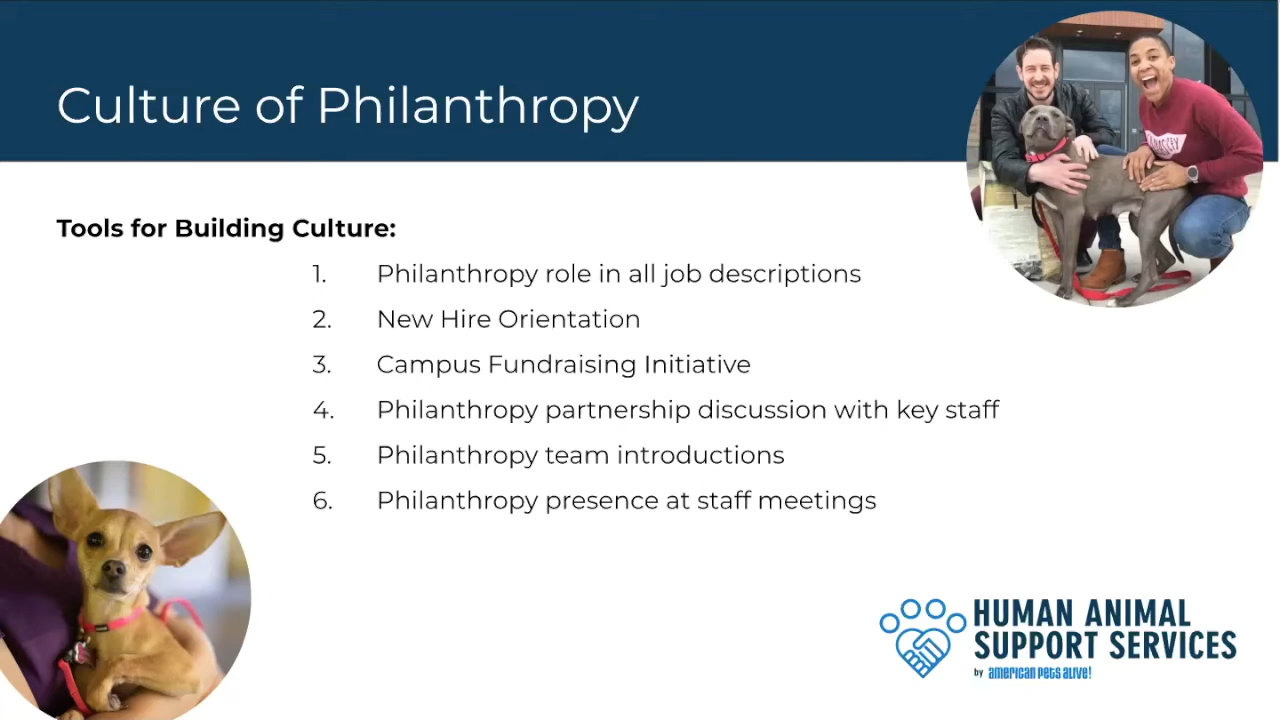 Culture of Philanthropy
Tools for Building Culture:
1. Philanthropy role in all job descriptions
2. New Hire Orientation
3. Campus Fundraising Initiative
4. Philanthropy partnership discussion with key staff
5. Philanthropy team introductions
6. Philanthropy presence at staff meetings
HUMAN ANIMAL
SUPPORT SERVICES
by american pets alive!